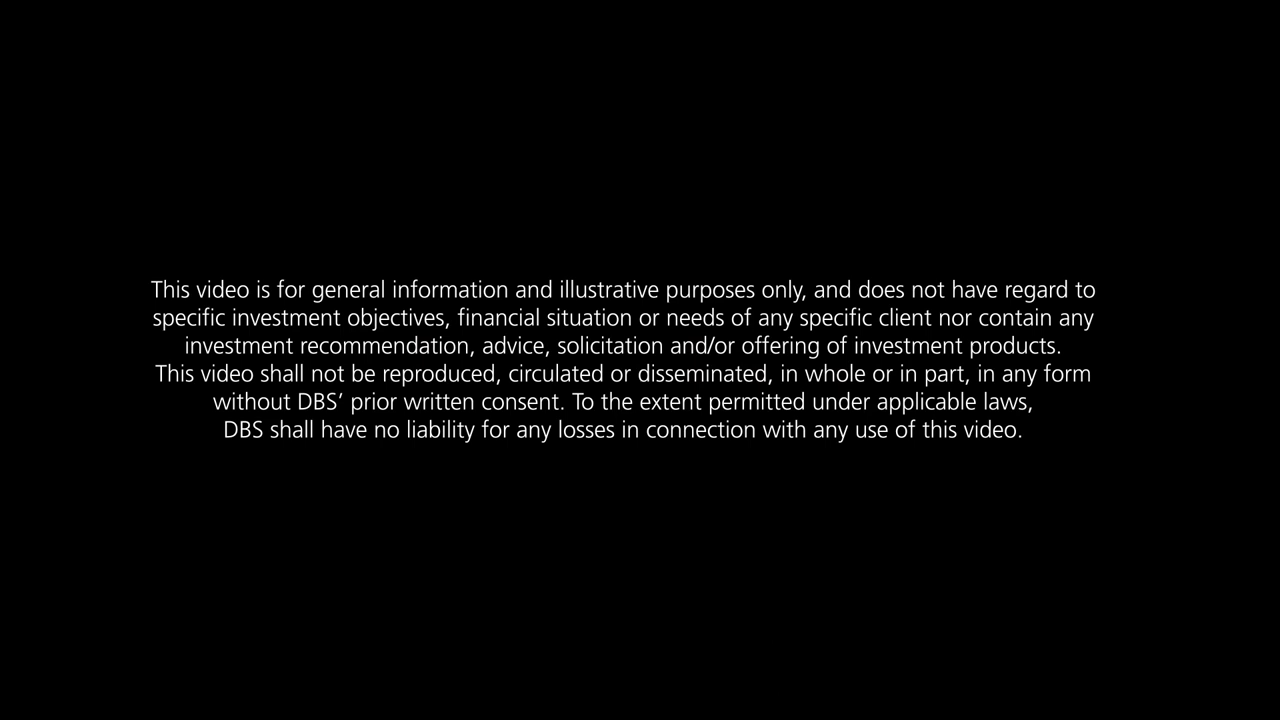 This video is for general information and illustrative purposes only, and does not have regard to
specific investment objectives, financial situation or needs of any specific client nor contain any
investment recommendation, advice, solicitation and/or offering of investment products.
This video shall not be reproduced, circulated or disseminated, in whole or in part, in any form
without DBS’ prior written consent. To the extent permitted under applicable laws,
DBS shall have no liability for any losses in connection with any use of this video.